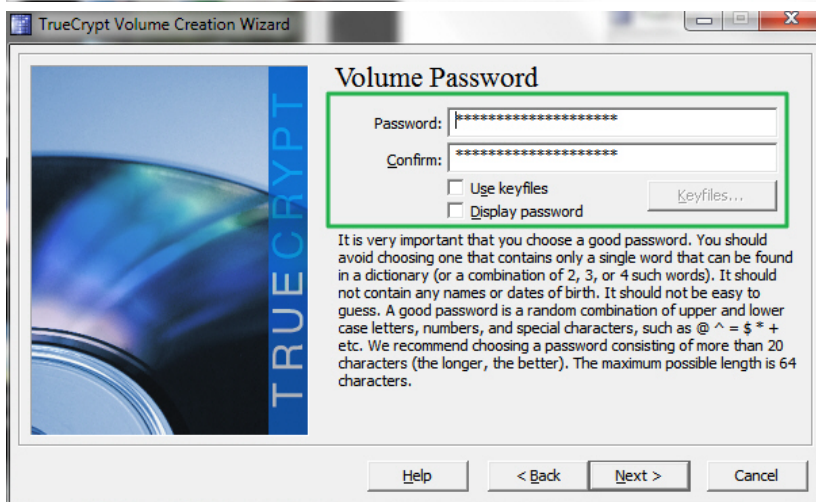 TrueCrypt Volume Creation Wizard
TRUECRYPT
Volume Password
Password: ********************
Confirm: ********************
Use keyfiles
Keyfiles...
Display password
It is very important that you choose a good password. You should
avoid choosing one that contains only a single word that can be found
in a dictionary (or a combination of 2, 3, or 4 such words). It should
not contain any names or dates of birth. It should not be easy to
guess. A good password is a random combination of upper and lower
case letters, numbers, and special characters, such as @ ^ = $ * +
etc. We recommend choosing a password consisting of more than 20
characters (the longer, the better). The maximum possible length is 64
characters.
Help < Back Next > Cancel